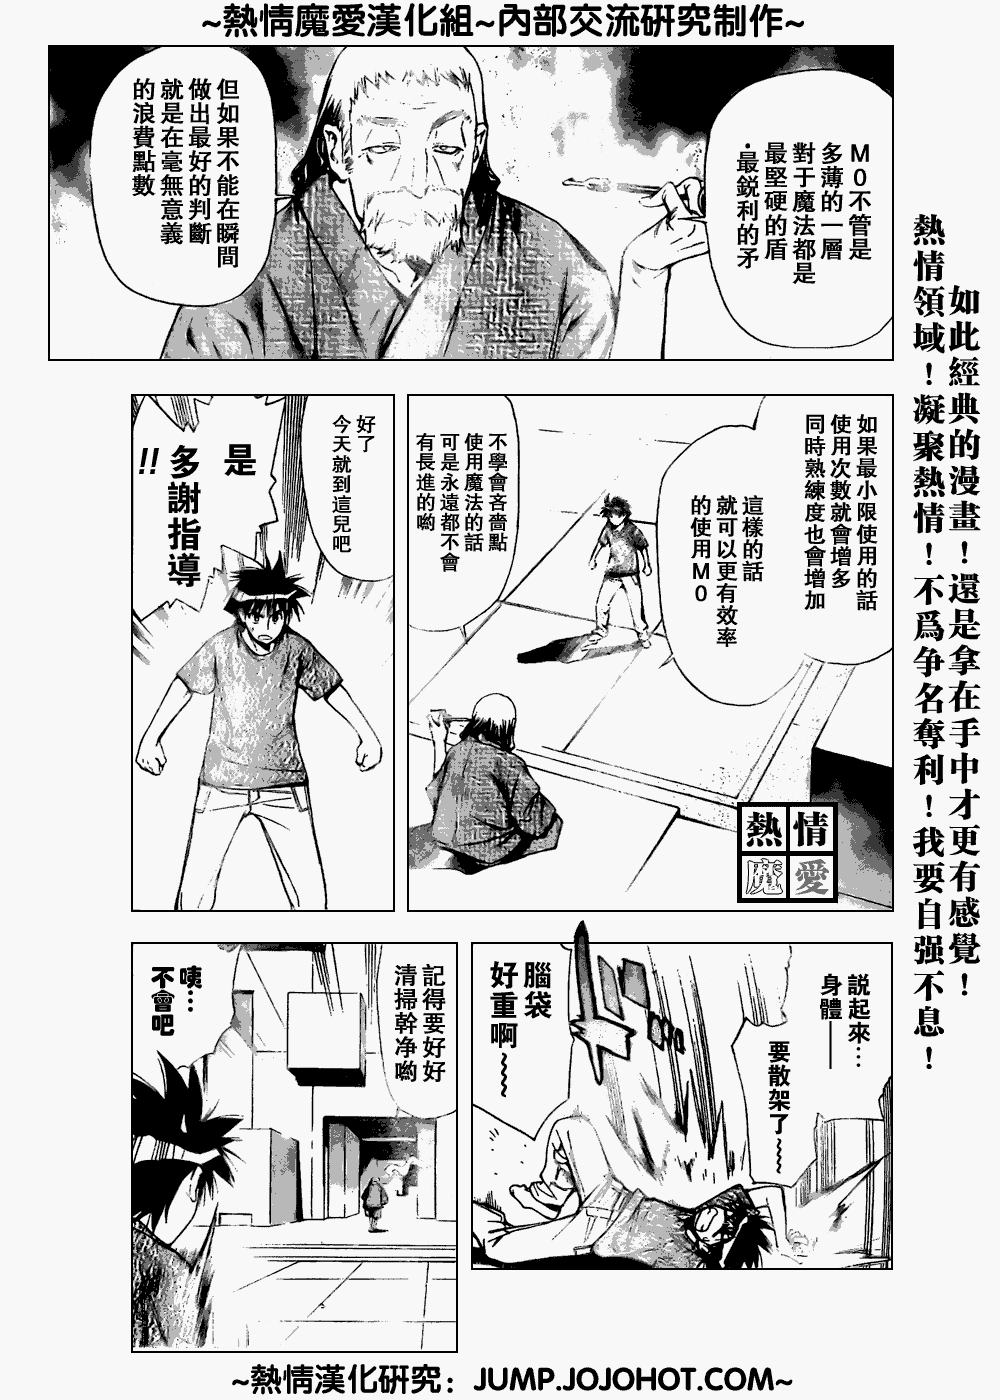 ~熱情魔愛漢化組~內部交流研究制作~
M0不管是
多薄的一層
對于魔法都是
最堅硬的盾
·最鋭利的矛
但如果不能在瞬間
做出最好的判斷
就是在毫無意義
的浪費點數
如此經典的漫畫！還是拿在手中才更有感覺！
熱情領域！凝聚熱情！不爲争名奪利！我要自强不息！
如果最小限使用的話
使用次數就會增多
同時熟練度也會增加
這樣的話
就可以更有效率
的使用M0
不學會吝嗇點
使用魔法的話
可是永遠都不會
有長進的喲
熱情
魔愛
好了
今天就到這兒吧
是
多謝指導
!!
説起來…
身體——
要散架了~
腦袋
好重啊~
記得要好好
清掃幹净喲
咦…
不會吧
~熱情漢化研究：JUMP.JOJOHOT.COM~